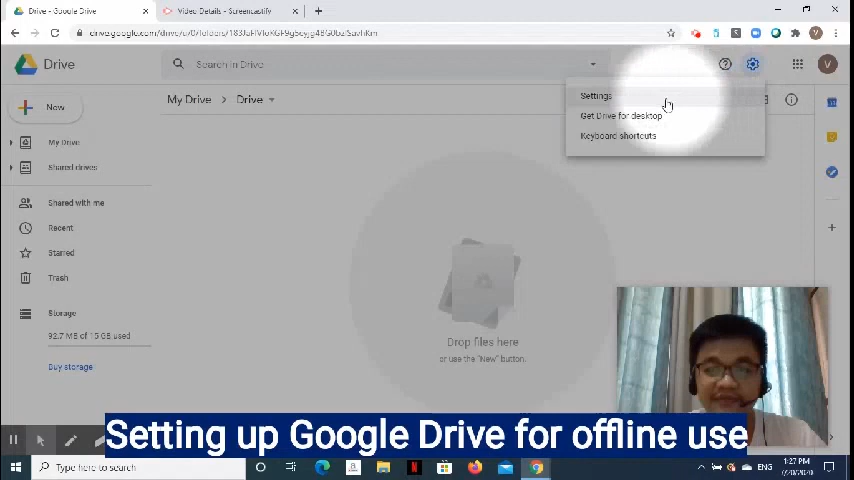 Drive - Google Drive
Video Details - Screencastify
Drive
Search in Drive
V
Settings
Get Drive for desktop
Keyboard shortcuts
New
My Drive
Drive
My Drive
Shared drives
Shared with me
Recent
Starred
Trash
Storage
92.7 MB of 15 GB used
Buy storage
Drop files here
or use the "New" button.
Setting up Google Drive for offline use
Type here to search
ENG
1:27 PM
7/20/2020